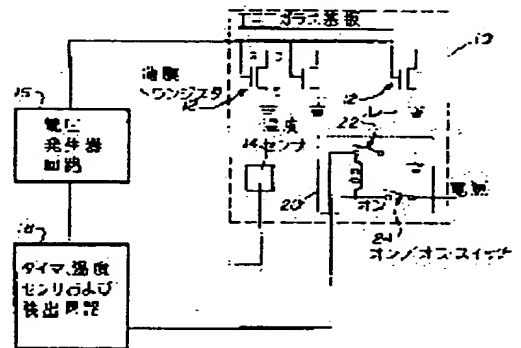 ガラス基板
10
薄膜
トランジスタ
12
12
15
電圧
発生器
回路
温度
14 センサ
22
20
オン
電源
24
オン/オフ・スイッチ
タイマ、温度
センサおよび
検出回路